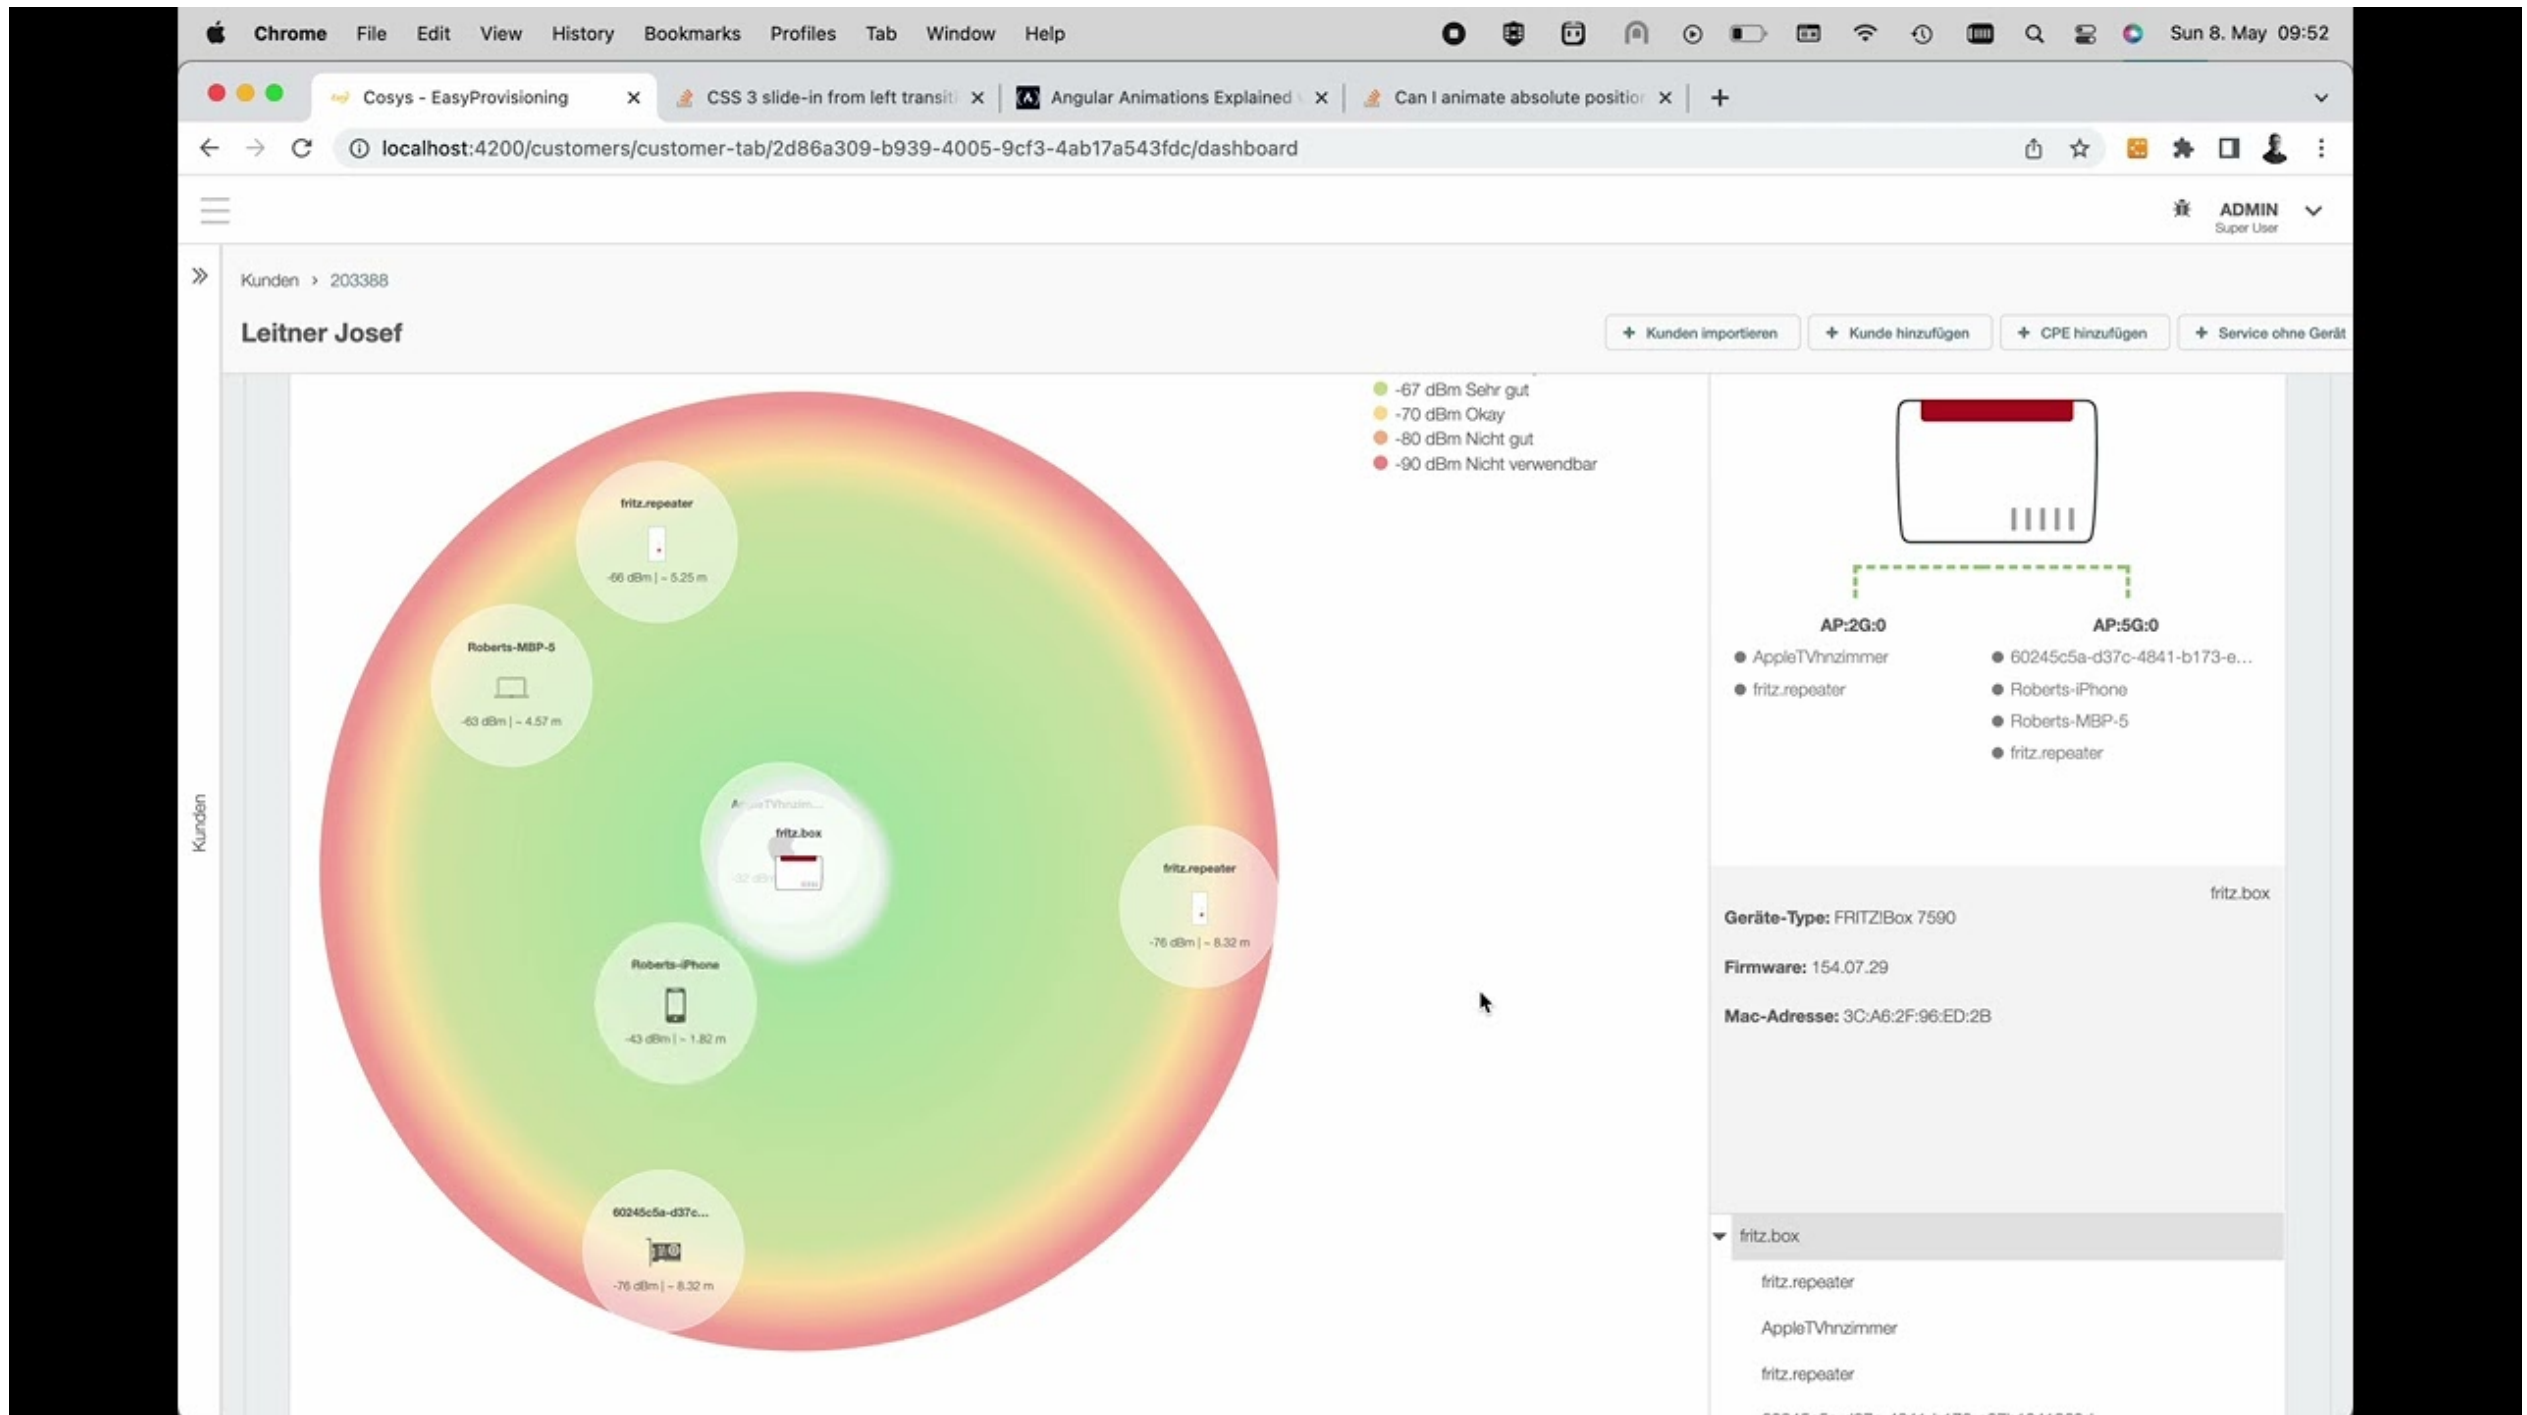 Chrome File Edit View History Bookmarks Profiles Tab Window Help Sun 8. May 09:52
Cosys - EasyProvisioning CSS 3 slide-in from left transiti Angular Animations Explained Can I animate absolute position
localhost:4200/customers/customer-tab/2d86a309-b939-4005-9cf3-4ab17a543fdc/dashboard
ADMIN
Super User
Kunden › 203388
Leitner Josef
+ Kunden importieren + Kunde hinzufügen + CPE hinzufügen + Service ohne Gerät
Kunden
-67 dBm Sehr gut
-70 dBm Okay
-80 dBm Nicht gut
-90 dBm Nicht verwendbar
fritz.repeater
-66 dBm | ~ 5.25 m
Roberts-MBP-5
-63 dBm | ~ 4.57 m
AppleTVhnzim...
fritz.box
-32 dBm
fritz.repeater
-76 dBm | ~ 8.32 m
Roberts-iPhone
-43 dBm | ~ 1.82 m
60245c5a-d37c...
-76 dBm | ~ 8.32 m
AP:2G:0
AppleTVhnzimmer
fritz.repeater
AP:5G:0
60245c5a-d37c-4841-b173-e...
Roberts-iPhone
Roberts-MBP-5
fritz.repeater
fritz.box
Geräte-Type: FRITZ!Box 7590
Firmware: 154.07.29
Mac-Adresse: 3C:A6:2F:96:ED:2B
fritz.box
fritz.repeater
AppleTVhnzimmer
fritz.repeater